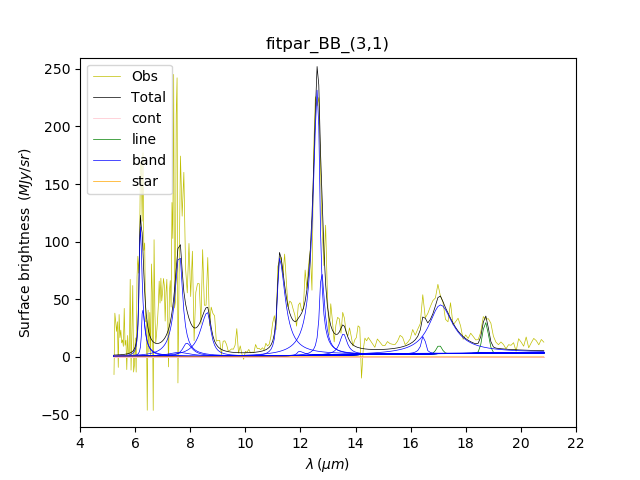 fitpar_BB_(3,1)
250
200
150
100
50
0
−50
Surface brightness (MJy/sr)
Obs
Total
cont
line
band
star
4 6 8 10 12 14 16 18 20 22
λ (μm)